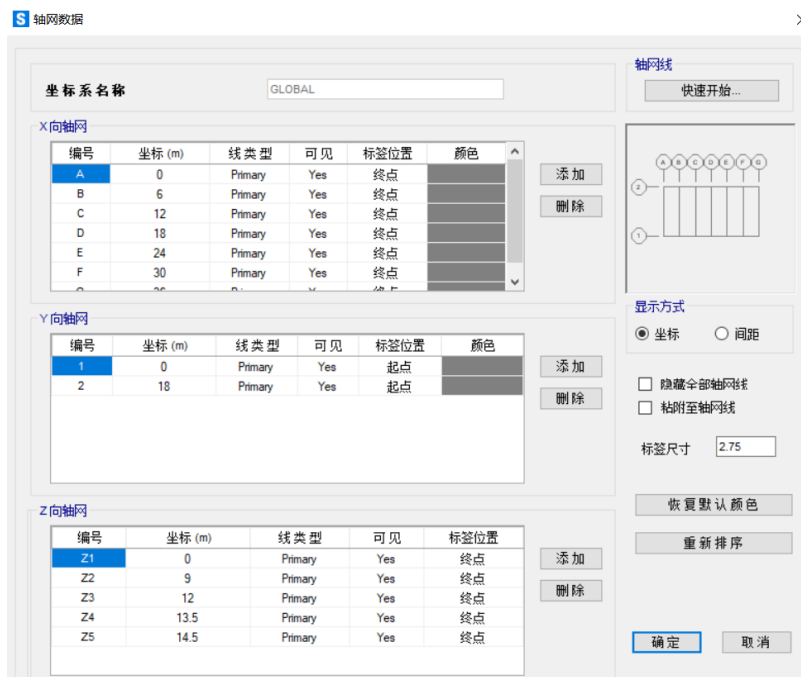 S 轴网数据
坐标系名称 GLOBAL
X向轴网
编号 坐标 (m) 线类型 可见 标签位置 颜色
A 0 Primary Yes 终点
B 6 Primary Yes 终点
C 12 Primary Yes 终点
D 18 Primary Yes 终点
E 24 Primary Yes 终点
F 30 Primary Yes 终点
添加
删除
Y向轴网
编号 坐标 (m) 线类型 可见 标签位置 颜色
1 0 Primary Yes 起点
2 18 Primary Yes 起点
添加
删除
Z向轴网
编号 坐标 (m) 线类型 可见 标签位置
Z1 0 Primary Yes 终点
Z2 9 Primary Yes 终点
Z3 12 Primary Yes 终点
Z4 13.5 Primary Yes 终点
Z5 14.5 Primary Yes 终点
添加
删除
轴网线
快速开始...
A B C D E F G
2
1
显示方式
坐标 间距
隐藏全部轴网线
粘附至轴网线
标签尺寸 2.75
恢复默认颜色
重新排序
确定 取消